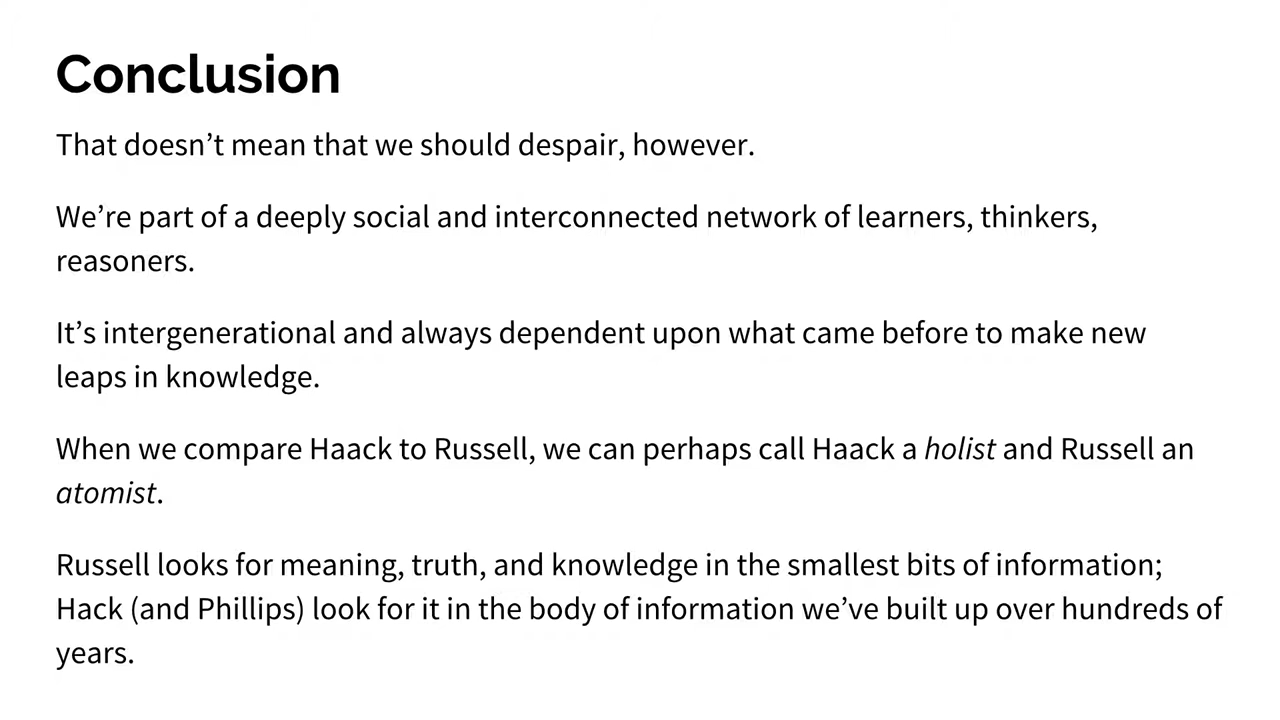 Conclusion
That doesn’t mean that we should despair, however.
We’re part of a deeply social and interconnected network of learners, thinkers,
reasoners.
It’s intergenerational and always dependent upon what came before to make new
leaps in knowledge.
When we compare Haack to Russell, we can perhaps call Haack a holist and Russell an
atomist.
Russell looks for meaning, truth, and knowledge in the smallest bits of information;
Hack (and Phillips) look for it in the body of information we’ve built up over hundreds of
years.